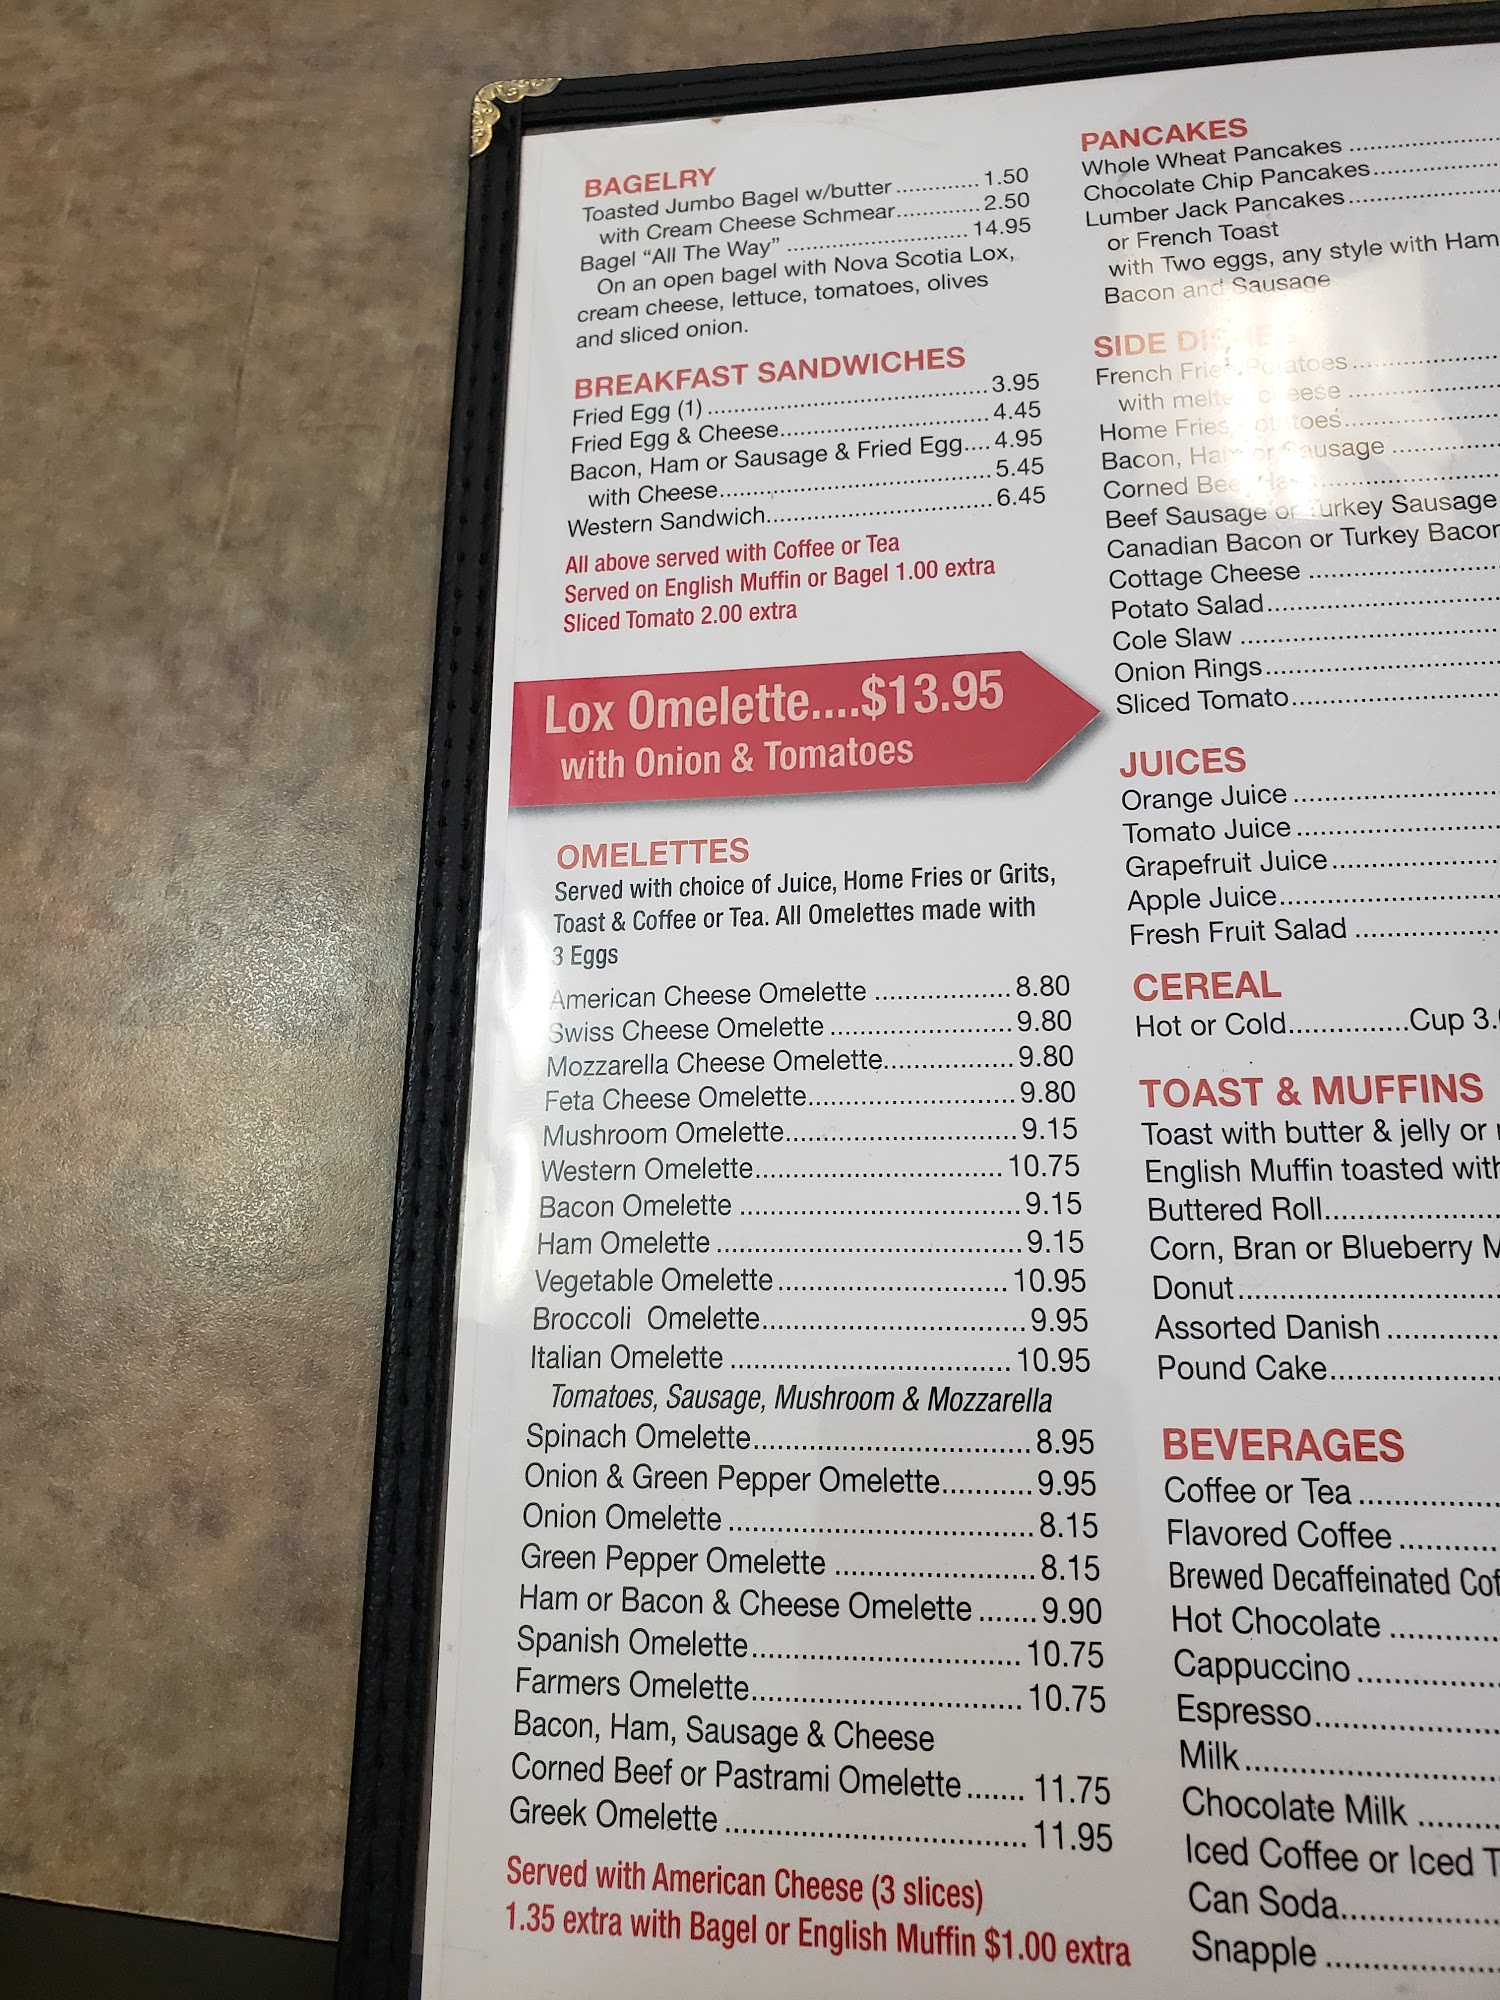 BAGELRY
Toasted Jumbo Bagel w/butter ............. 1.50
with Cream Cheese Schmear............. 2.50
Bagel “All The Way” ............................ 14.95
On an open bagel with Nova Scotia Lox,
cream cheese, lettuce, tomatoes, olives
and sliced onion.
BREAKFAST SANDWICHES
Fried Egg (1) ........................................ 3.95
Fried Egg & Cheese.............................. 4.45
Bacon, Ham or Sausage & Fried Egg.... 4.95
with Cheese....................................... 5.45
Western Sandwich................................ 6.45
All above served with Coffee or Tea
Served on English Muffin or Bagel 1.00 extra
Sliced Tomato 2.00 extra
Lox Omelette....$13.95
with Onion & Tomatoes
OMELETTES
Served with choice of Juice, Home Fries or Grits,
Toast & Coffee or Tea. All Omelettes made with
3 Eggs
American Cheese Omelette .................. 8.80
Swiss Cheese Omelette ........................ 9.80
Mozzarella Cheese Omelette................. 9.80
Feta Cheese Omelette........................... 9.80
Mushroom Omelette.............................. 9.15
Western Omelette................................ 10.75
Bacon Omelette .................................... 9.15
Ham Omelette ....................................... 9.15
Vegetable Omelette ............................. 10.95
Broccoli Omelette................................. 9.95
Italian Omelette ................................... 10.95
Tomatoes, Sausage, Mushroom & Mozzarella
Spinach Omelette.................................. 8.95
Onion & Green Pepper Omelette........... 9.95
Onion Omelette ..................................... 8.15
Green Pepper Omelette ........................ 8.15
Ham or Bacon & Cheese Omelette ....... 9.90
Spanish Omelette................................ 10.75
Farmers Omelette................................ 10.75
Bacon, Ham, Sausage & Cheese
Corned Beef or Pastrami Omelette....... 11.75
Greek Omelette ................................... 11.95
Served with American Cheese (3 slices)
1.35 extra with Bagel or English Muffin $1.00 extra
PANCAKES
Whole Wheat Pancakes ....................
Chocolate Chip Pancakes.................
Lumber Jack Pancakes....................
or French Toast
with Two eggs, any style with Ham
Bacon and Sausage
SIDE
French Potatoes....................
with cheese ....................
Home Fries....................
Bacon, Ham or Sausage ..............
Corned Beef....................
Beef Sausage or Turkey Sausage
Canadian Bacon or Turkey Bacon
Cottage Cheese ........................
Potato Salad..............................
Cole Slaw .................................
Onion Rings..............................
Sliced Tomato...........................
JUICES
Orange Juice ............................
Tomato Juice ............................
Grapefruit Juice.......................
Apple Juice..............................
Fresh Fruit Salad ....................
CEREAL
Hot or Cold...............Cup 3.
TOAST & MUFFINS
Toast with butter & jelly or
English Muffin toasted with
Buttered Roll.........................
Corn, Bran or Blueberry
Donut....................................
Assorted Danish ..................
Pound Cake..........................
BEVERAGES
Coffee or Tea ......................
Flavored Coffee ..................
Brewed Decaffeinated
Hot Chocolate ....................
Cappuccino ........................
Espresso.............................
Milk.....................................
Chocolate Milk ..................
Iced Coffee or Iced
Can Soda............................
Snapple .............................